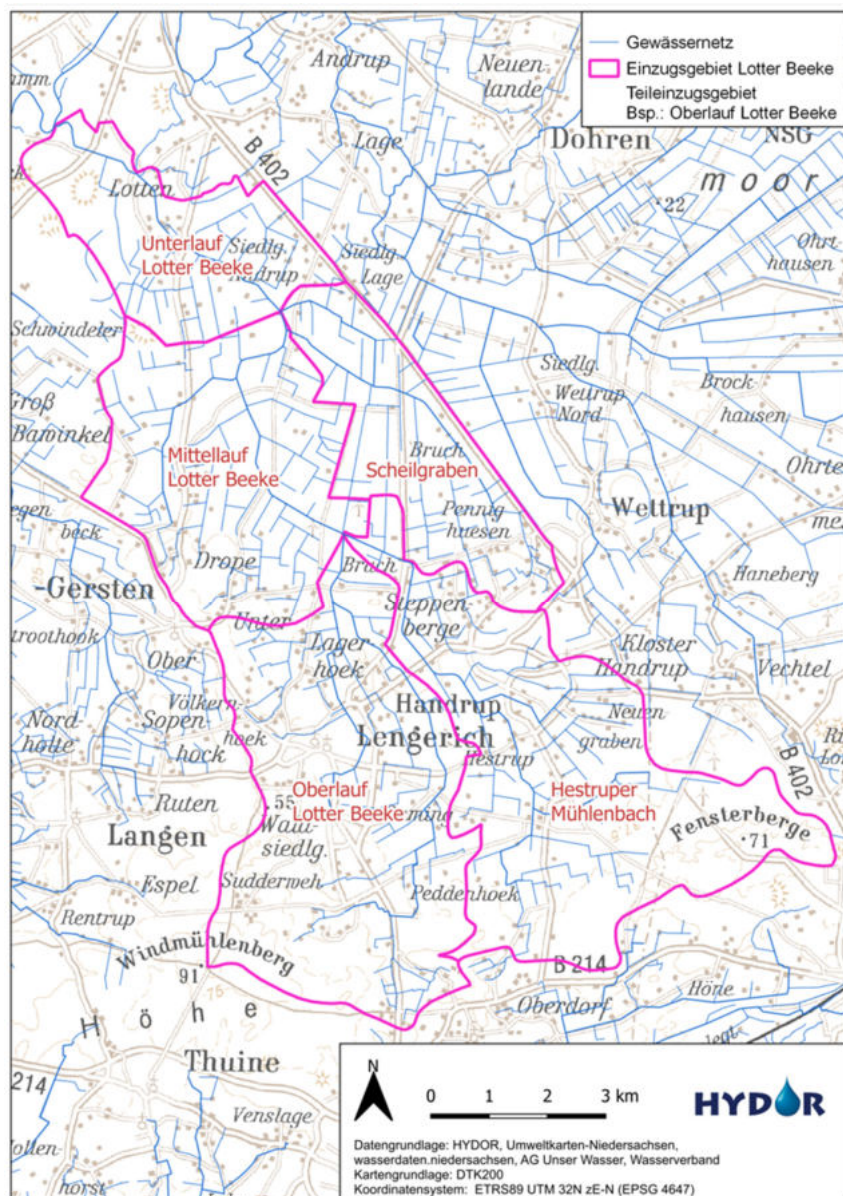 Gewässernetz
Einzugsgebiet Lotter Beeke
Teileinzugsgebiet
Bsp.: Oberlauf Lotter Beeke
Andrup
Neuen-
lande
Lage
Dohren
NSG
moor
B 402
Lotten
22
Ohrt-
hausen
Unterlauf
Lotter Beeke
Siedlg.
Siedlg.
Lage
Schwindeler
Siedlg.
Wettrup
Nord
Brock-
hausen
Groß
Bawinkel
Mittellauf
Lotter Beeke
Bruch
Scheilgraben
Pennig-
huesen
Wettrup
beck
Drope
Bruch
Haneberg
-Gersten
Steppen-
berge
Unter
Lager-
hoek
Kloster
Handrup
Vechtel
Ober
Völkern-
hoek
Nord-
holte
Sopen-
hock
Handrup
Lengerich
Hestrup
Neuen-
graben
B 402
Oberlauf
Lotter Beeke
Hestruper
Mühlenbach
Ruten
55
siedlg.
Fensterberge
71
Langen
Espel
Sudderweh
Peddenhoek
Rentrup
Windmühlenberg
91
75
B 214
Oberdorf
Höne
Höhe
Thuine
214
Venslage
N
0 1 2 3 km
HYDOR
Datengrundlage: HYDOR, Umweltkarten-Niedersachsen,
wasserdaten.niedersachsen, AG Unser Wasser, Wasserverband
Kartengrundlage: DTK200
Koordinatensystem: ETRS89 UTM 32N zE-N (EPSG 4647)